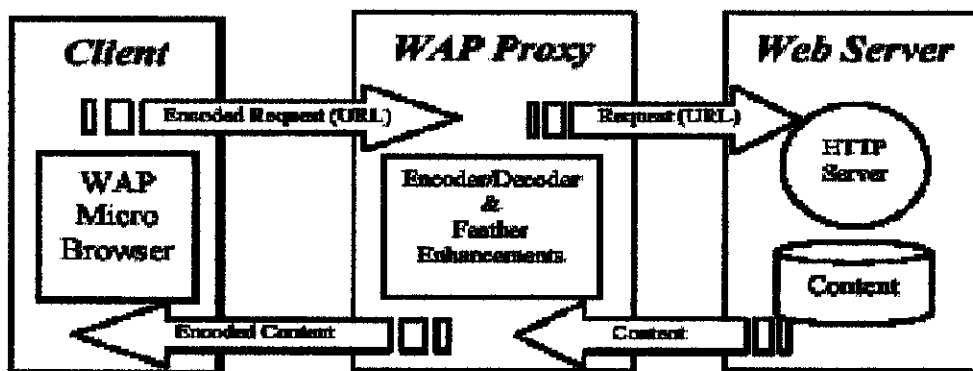 Client
WAP Proxy
Web Server
Encoded Request (URL)
Request (URL)
WAP
Micro
Browser
Encoder/Decoder
&
Feather
Enhancements
HTTP
Server
Content
Encoded Content
Content